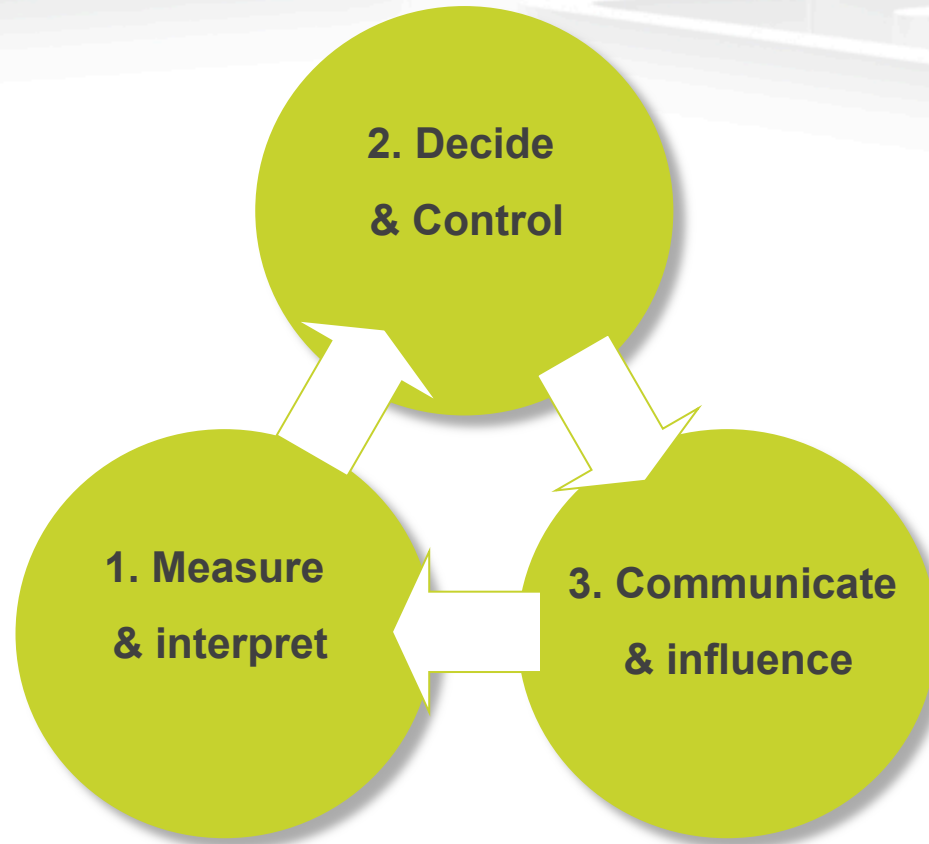 2. Decide
& Control
1. Measure
& interpret
3. Communicate
& influence